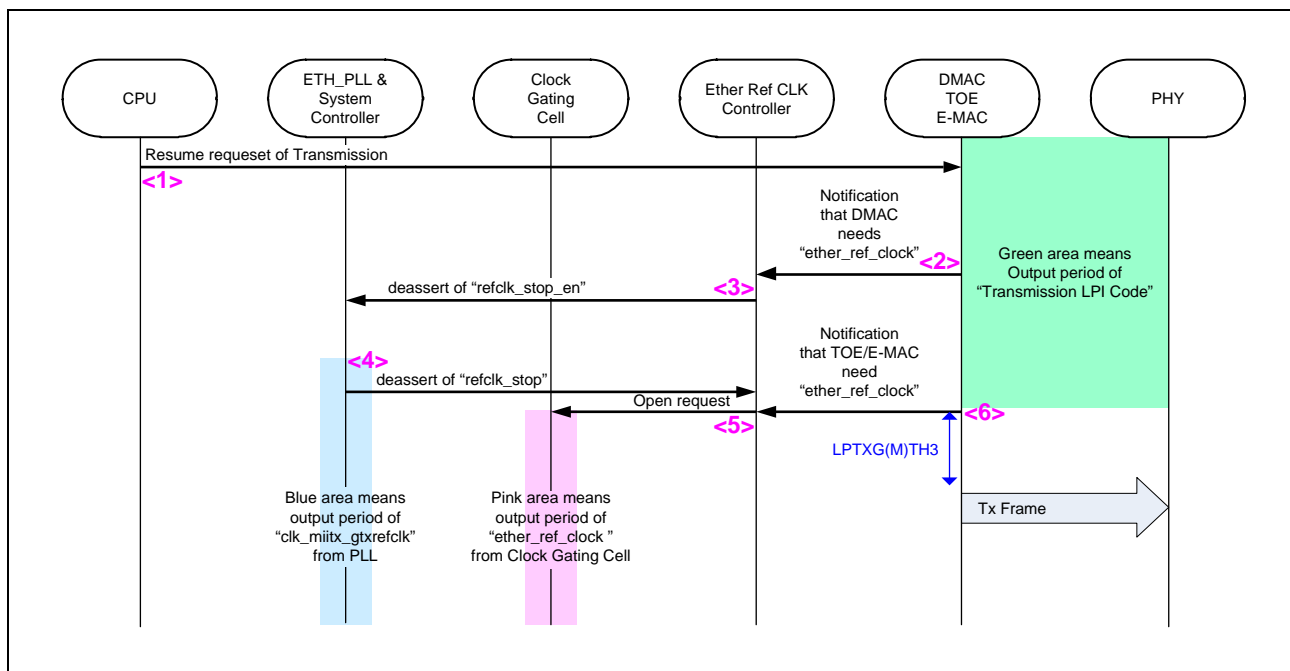 CPU
ETH_PLL &
System
Controller
Clock
Gating
Cell
Ether Ref CLK
Controller
DMAC
TOE
E-MAC
PHY
Resume requeset of Transmission
<1>
Notification
that DMAC
needs
“ether_ref_clock”
<2>
Green area means
Output period of
“Transmission LPI Code”
deassert of “refclk_stop_en”
<3>
Notification
that TOE/E-MAC
need
“ether_ref_clock”
<4>
deassert of “refclk_stop”
Open request
<5>
<6>
LPTXG(M)TH3
Blue area means
output period of
“clk_miitx_gtxrefclk”
from PLL
Pink area means
output period of
“ether_ref_clock ”
from Clock Gating Cell
Tx Frame